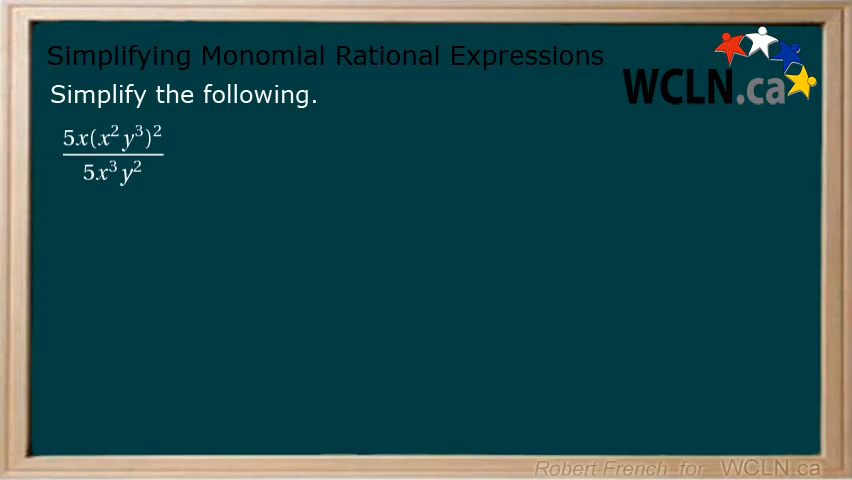 Simplifying Monomial Rational Expressions
WCLN.ca
Simplify the following.
5x(x²y³)²
5x³y²
Robert French for WCLN.ca